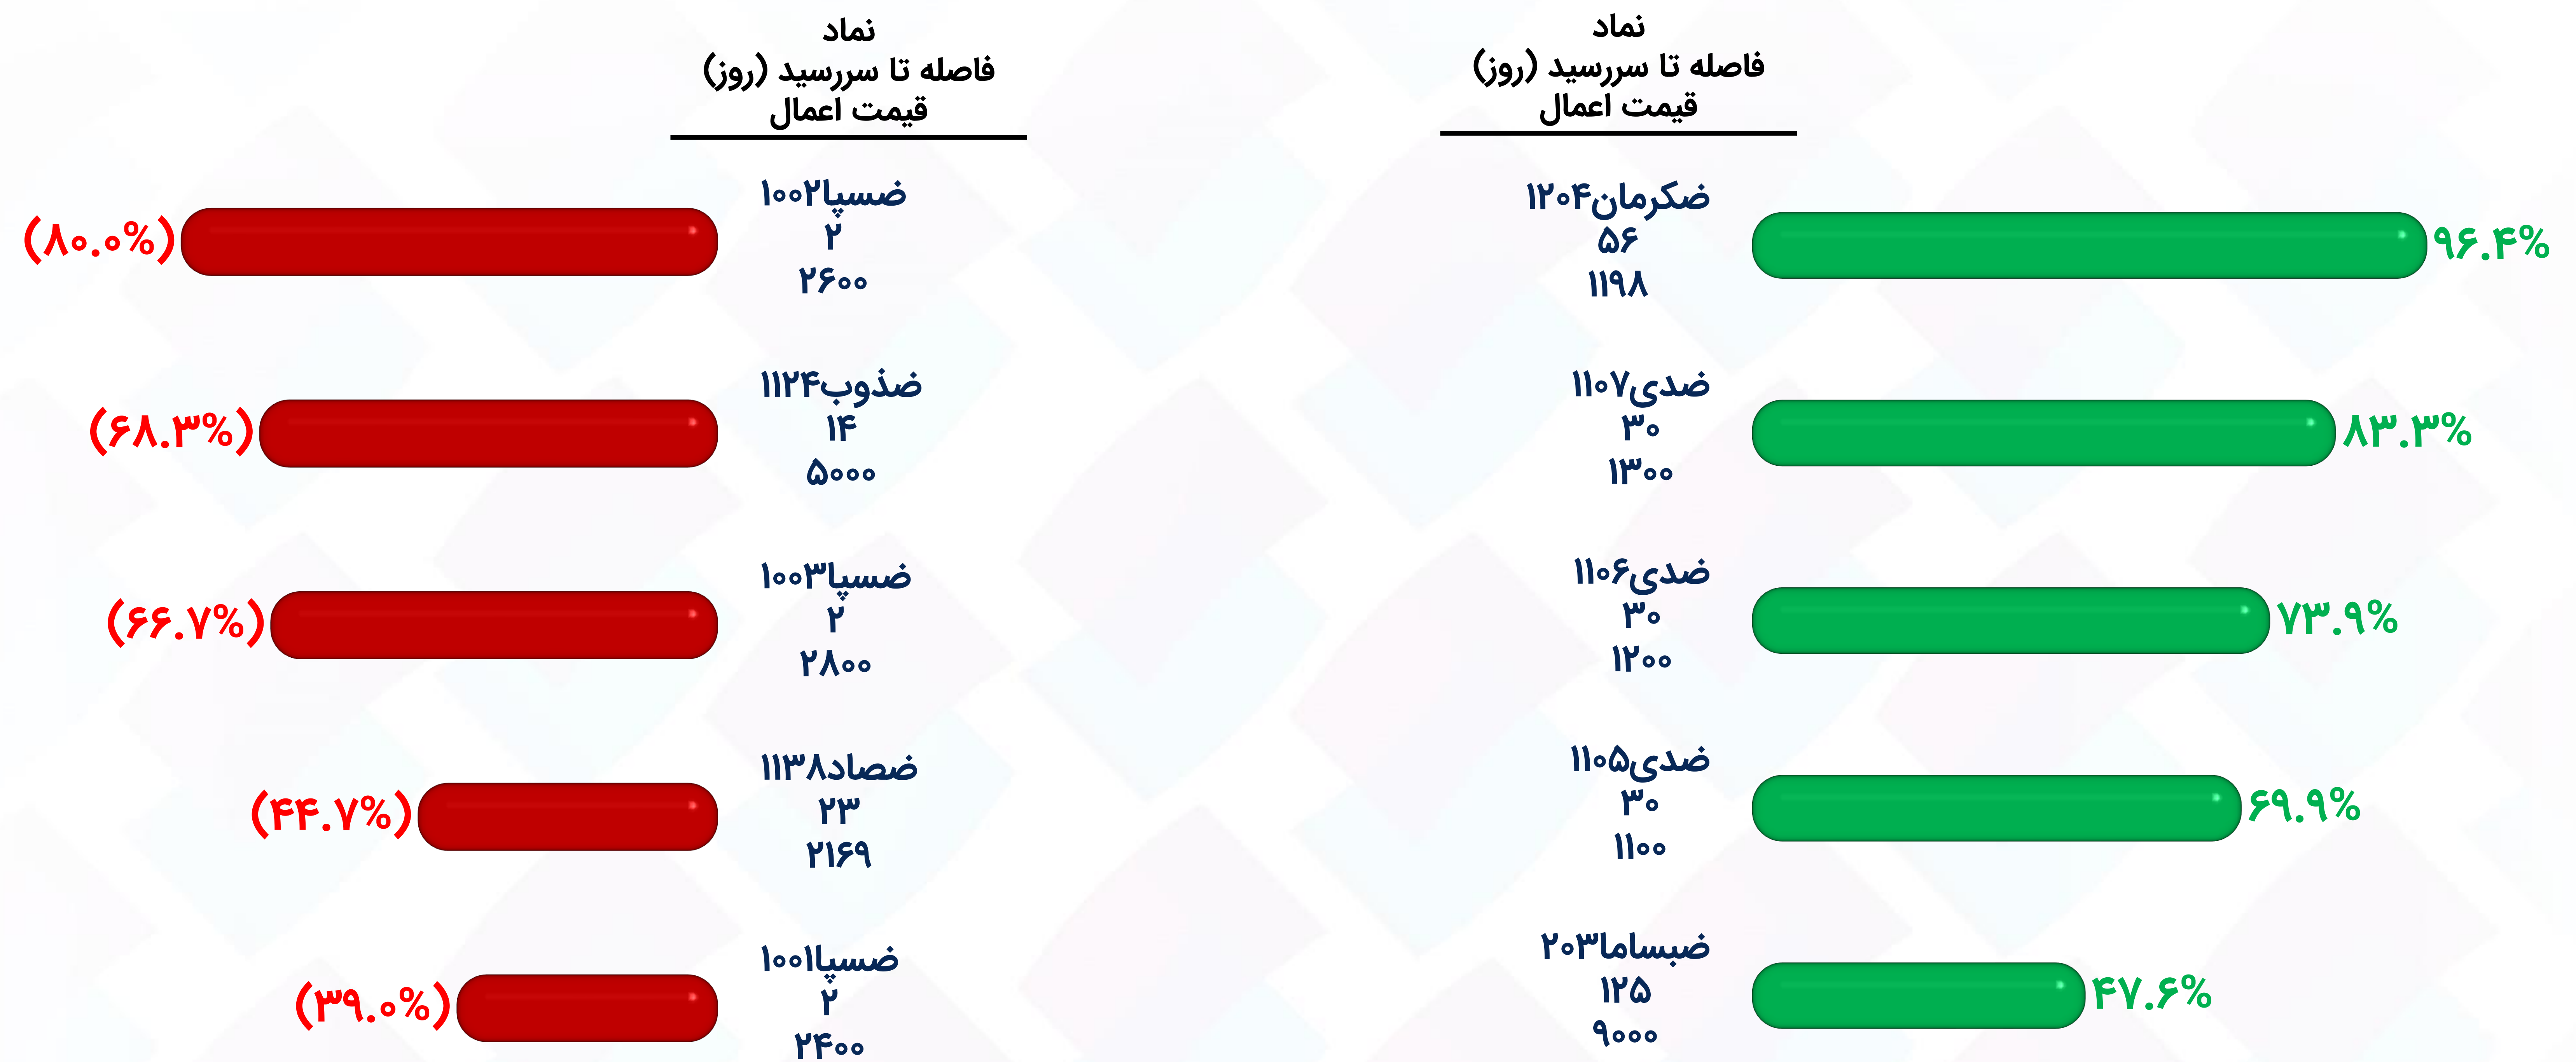 نماد
فاصله تا سررسید (روز)
قیمت اعمال
ضکرمان۱۲۰۴
۵۶
۱۱۹۸
۹۶.۴%
ضدی۱۱۰۷
۳۰
۱۳۰۰
۸۳.۳%
ضدی۱۱۰۶
۳۰
۱۲۰۰
۷۳.۹%
ضدی۱۱۰۵
۳۰
۱۱۰۰
۶۹.۹%
ضبساما۲۰۳
۱۲۵
۹۰۰۰
۴۷.۶%
نماد
فاصله تا سررسید (روز)
قیمت اعمال
ضسپا۱۰۰۲
۲
۲۶۰۰
(۸۰.۰%)
ضذوب۱۱۲۴
۱۴
۵۰۰۰
(۶۸.۳%)
ضسپا۱۰۰۳
۲
۲۸۰۰
(۶۶.۷%)
ضصاد۱۱۳۸
۲۳
۲۱۶۹
(۴۴.۷%)
ضسپا۱۰۰۱
۲
۲۴۰۰
(۳۹.۰%)